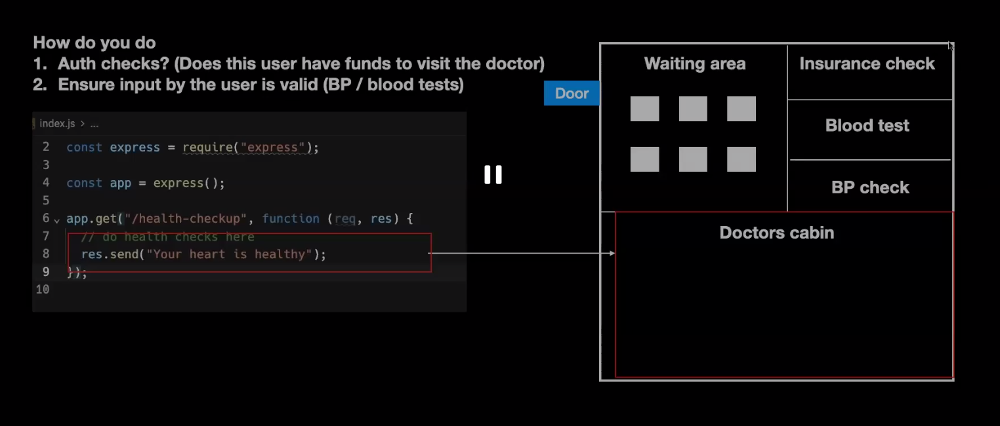 How do you do
1. Auth checks? (Does this user have funds to visit the doctor)
2. Ensure input by the user is valid (BP / blood tests)
index.js > ...
2 const express = require("express");
3
4 const app = express();
5
6 app.get("/health-checkup", function (req, res) {
7 // do health checks here
8 res.send("Your heart is healthy");
9 });
10
Door
Waiting area
Insurance check
Blood test
BP check
Doctors cabin